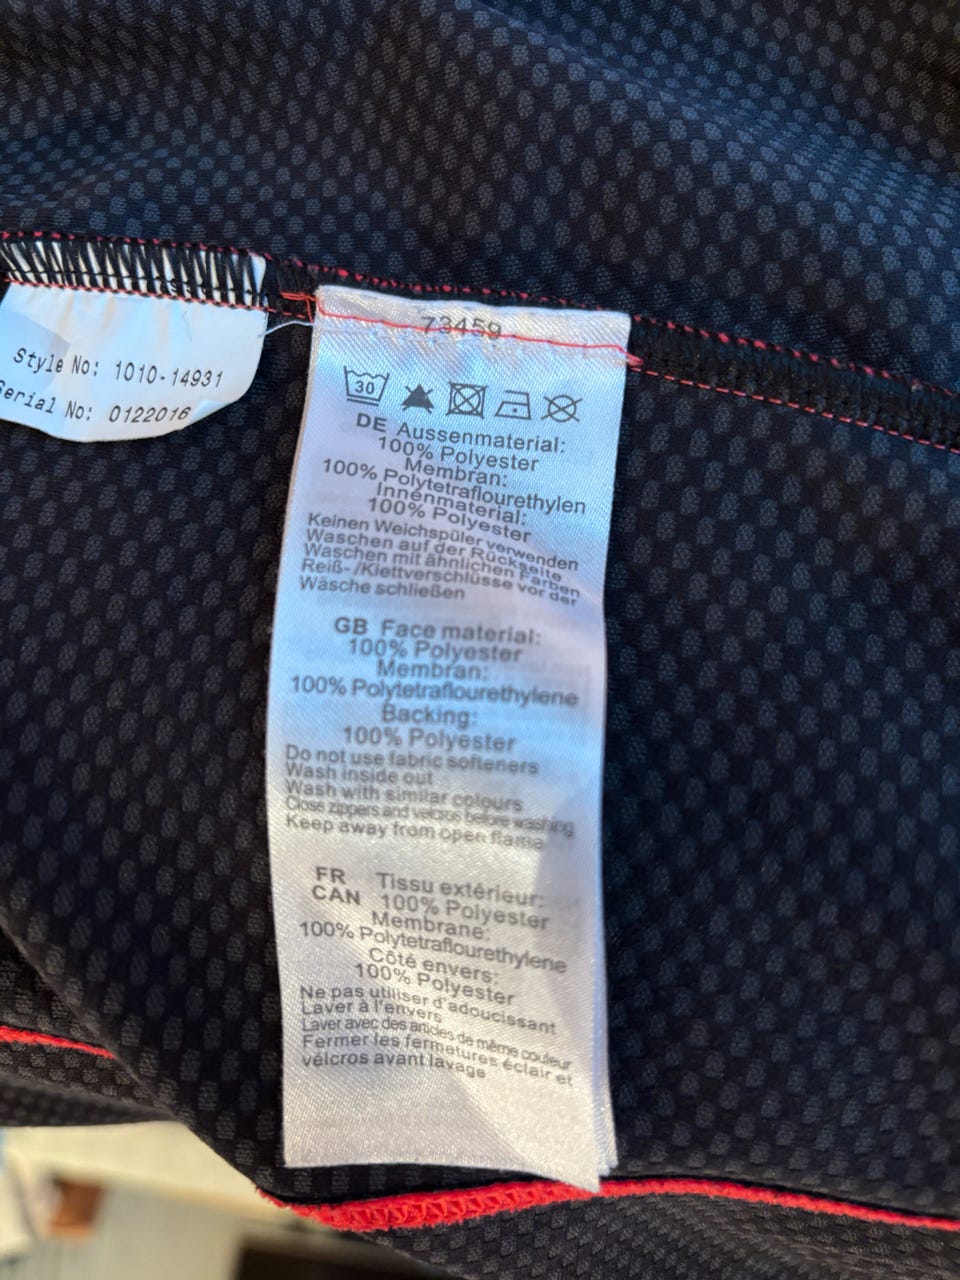 Style No: 1010-14931
Serial No: 0122016
73459
30
DE Aussenmaterial:
100% Polyester
Membran:
100% Polytetraflourethylen
Innenmaterial:
100% Polyester
Keinen Weichspüler verwenden
Waschen auf der Rückseite
Waschen mit ähnlichen Farben
Reiß- /Klettverschlüsse vor der
Wäsche schließen
GB Face material:
100% Polyester
Membran:
100% Polytetraflourethylene
Backing:
100% Polyester
Do not use fabric softeners
Wash inside out
Wash with similar colours
Close zippers and velcros before washing
Keep away from open flame
FR
CAN
Tissu extérieur:
100% Polyester
Membrane:
100% Polytetraflourethylene
Côté envers:
100% Polyester
Ne pas utiliser d'adoucissant
Laver à l'envers
Laver avec des articles de même couleur
Fermer les fermetures éclair et
vélcros avant lavage